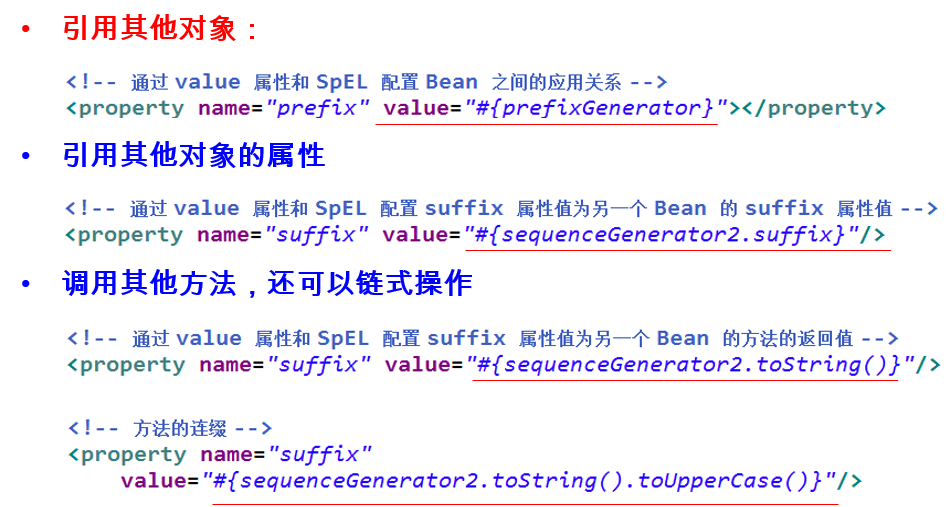 • 引用其他对象：
<!-- 通过 value 属性和 SpEL 配置 Bean 之间的应用关系 -->
<property name="prefix" value="#{prefixGenerator}"></property>
• 引用其他对象的属性
<!-- 通过 value 属性和 SpEL 配置 suffix 属性值为另一个 Bean 的 suffix 属性值 -->
<property name="suffix" value="#{sequenceGenerator2.suffix}"/>
• 调用其他方法，还可以链式操作
<!-- 通过 value 属性和 SpEL 配置 suffix 属性值为另一个 Bean 的方法的返回值 -->
<property name="suffix" value="#{sequenceGenerator2.toString()}"/>
<!-- 方法的连缀 -->
<property name="suffix"
value="#{sequenceGenerator2.toString().toUpperCase()}"/>